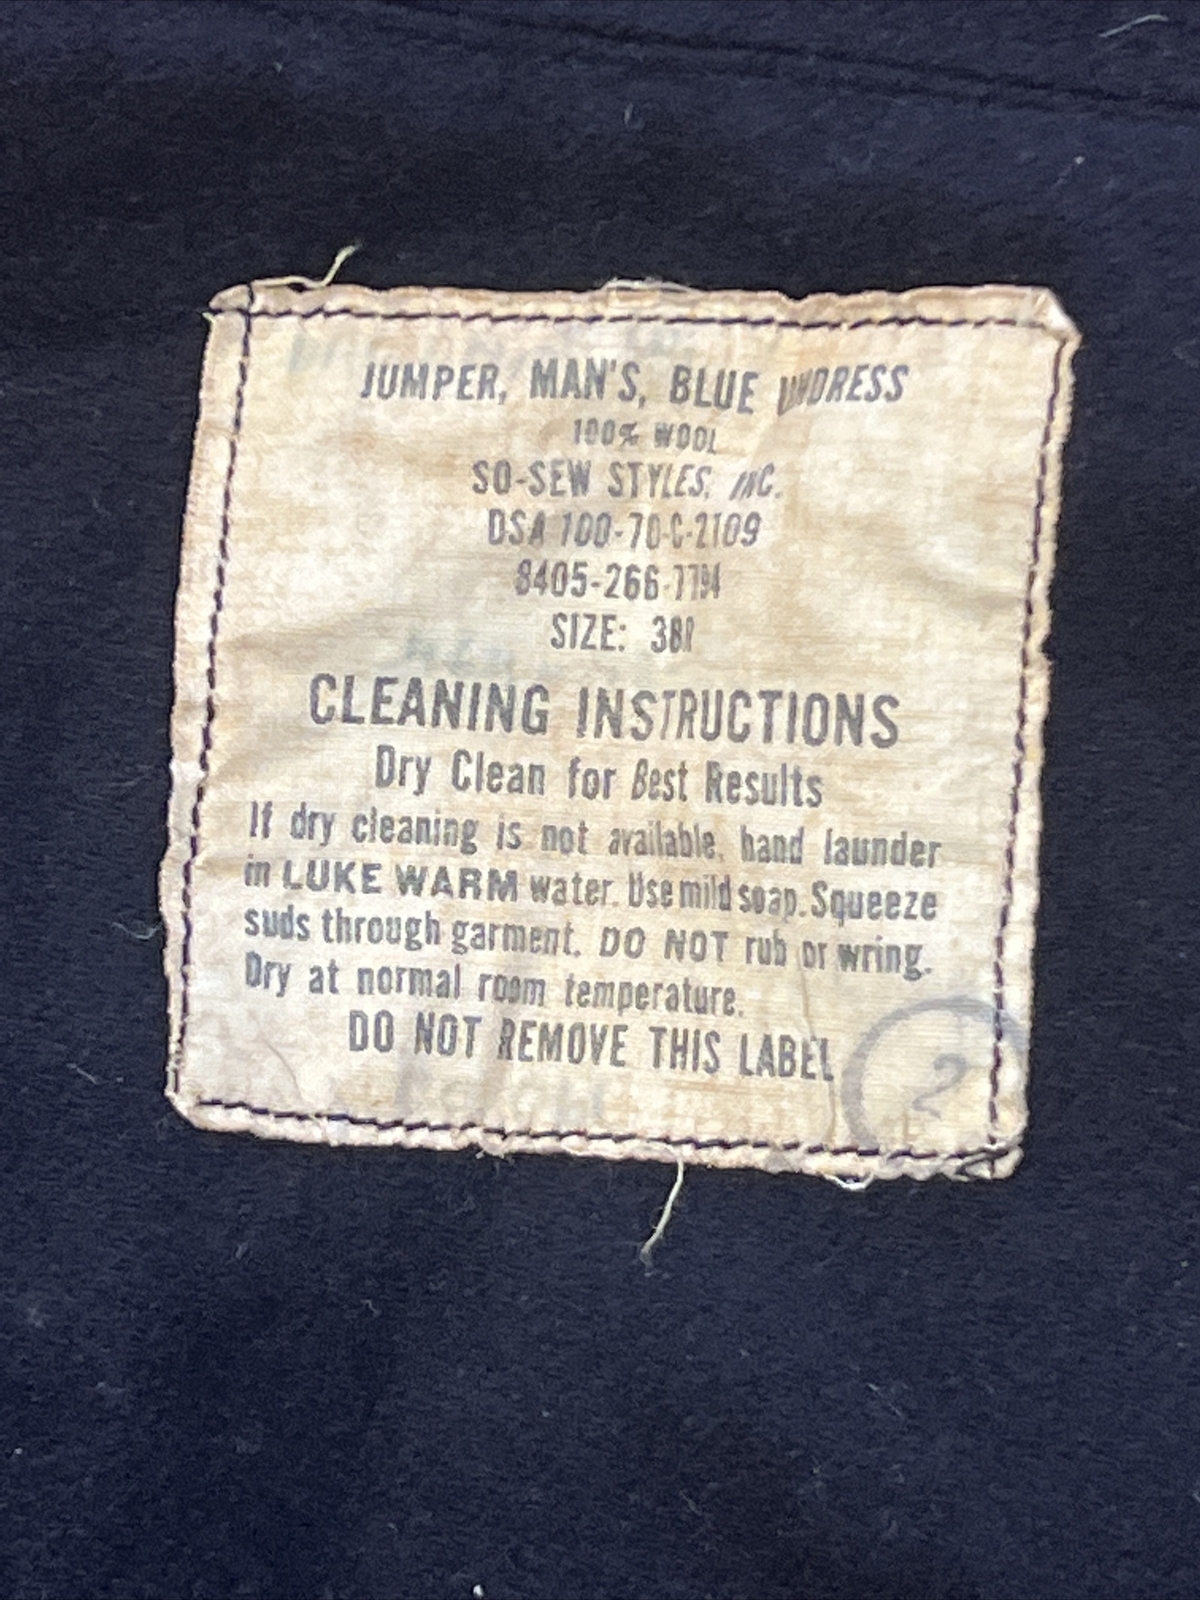 JUMPER, MAN'S, BLUE UNDRESS
100% WOOL
SO-SEW STYLES, INC.
DSA 100-70-C-2109
8405-266-
SIZE: 38R
CLEANING INSTRUCTIONS
Dry Clean for Best Results
If dry cleaning is not available, hand launder
in LUKE WARM water. Use mild soap. Squeeze
suds through garment. DO NOT rub or wring.
Dry at normal room temperature.
DO NOT REMOVE THIS LABEL
2